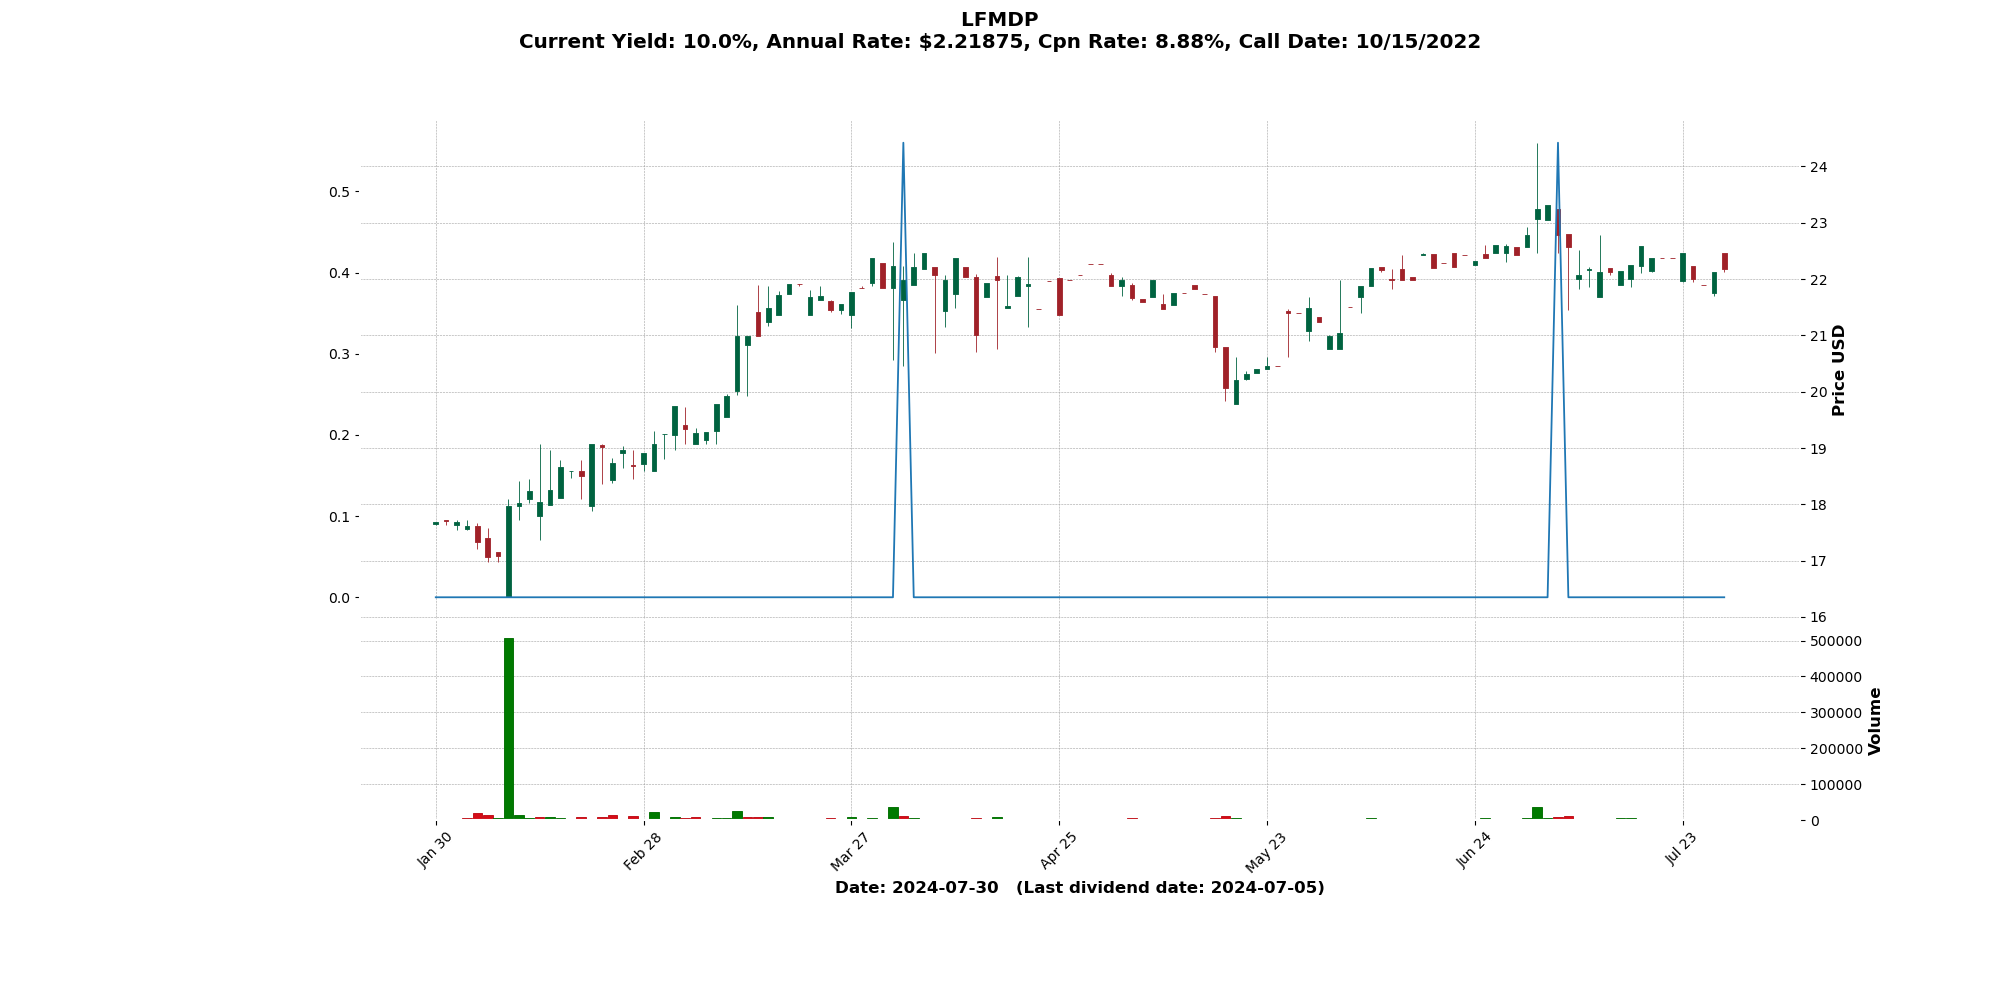 LFMDP
Current Yield: 10.0%, Annual Rate: $2.21875, Cpn Rate: 8.88%, Call Date: 10/15/2022
0.5
0.4
0.3
0.2
0.1
0.0
24
23
22
21
20
19
18
17
16
Price USD
500000
400000
300000
200000
100000
0
Volume
Jan 30
Feb 28
Mar 27
Apr 25
May 23
Jun 24
Jul 23
Date: 2024-07-30   (Last dividend date: 2024-07-05)